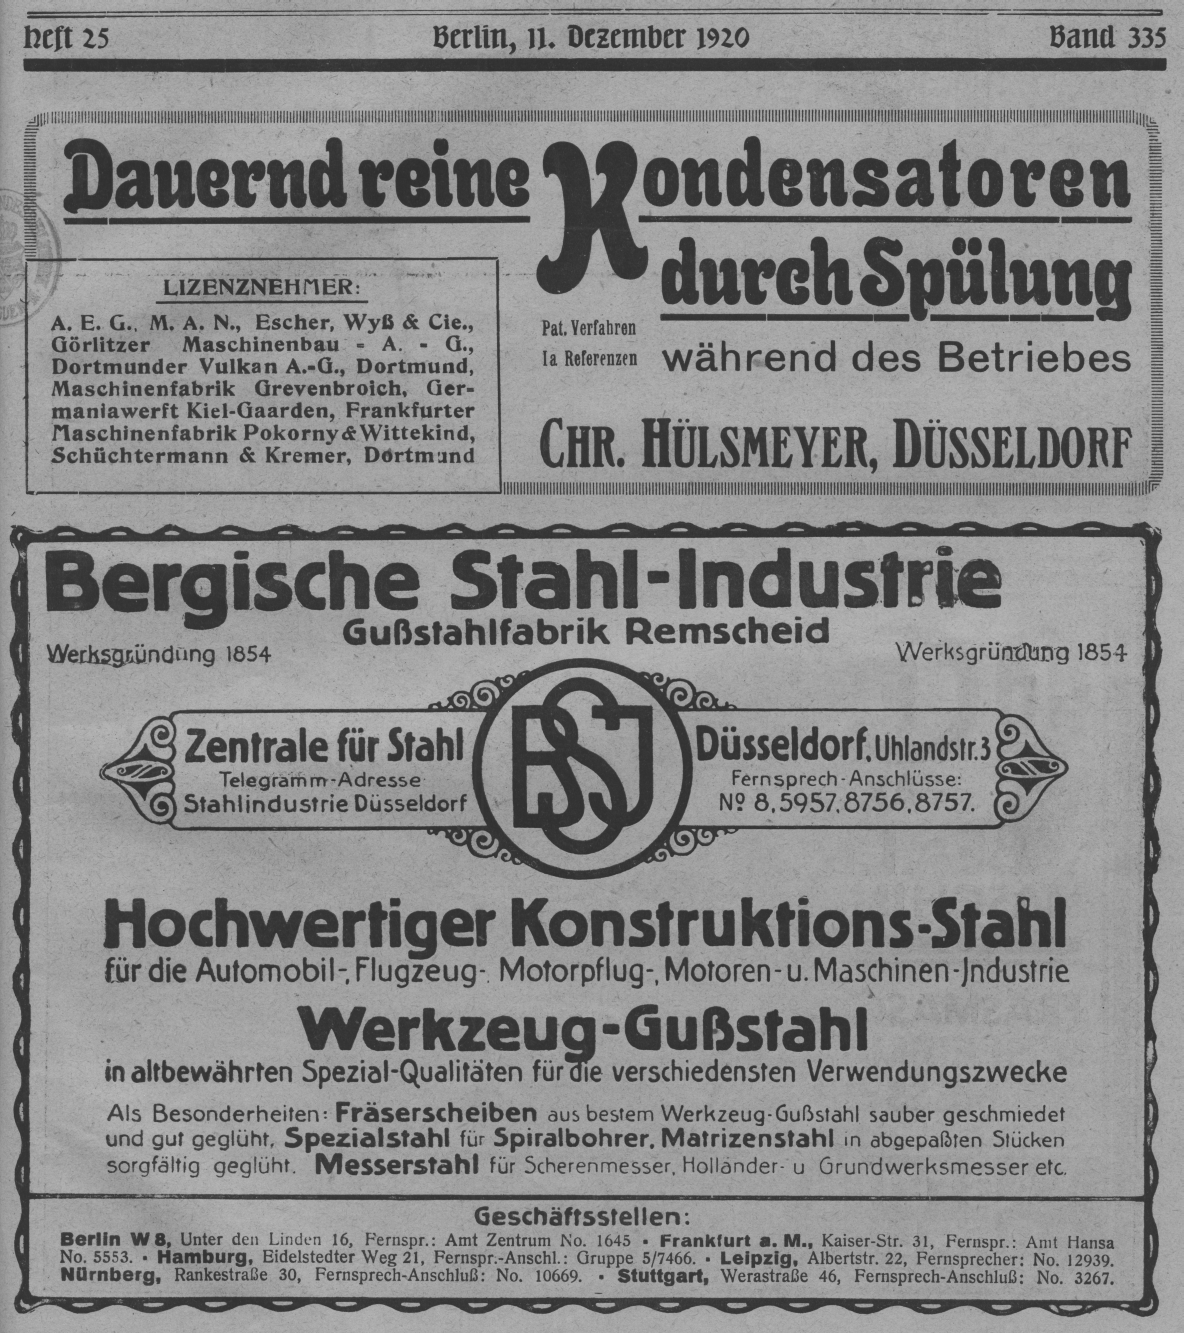 Heft 25 Berlin, 11. Dezember 1920 Band 335
Dauernd reine Kondensatoren
durch Spülung
Pat. Verfahren
Ia Referenzen
während des Betriebes
CHR. HÜLSMEYER, DÜSSELDORF
LIZENZNEHMER:
A. E. G., M. A. N., Escher, Wyß & Cie.,
Görlitzer Maschinenbau - A. - G.,
Dortmunder Vulkan A.-G., Dortmund,
Maschinenfabrik Grevenbroich, Ger-
maniawerft Kiel-Gaarden, Frankfurter
Maschinenfabrik Pokorny & Wittekind,
Schüchtermann & Kremer, Dortmund
Bergische Stahl-Industrie
Gußstahlfabrik Remscheid
Werksgründung 1854 Werksgründung 1854
Zentrale für Stahl BSJ Düsseldorf, Uhlandstr. 3
Telegramm-Adresse Fernsprech-Anschlüsse:
Stahlindustrie Düsseldorf Nº 8, 5957, 8756, 8757.
Hochwertiger Konstruktions-Stahl
für die Automobil-, Flugzeug-, Motorpflug-, Motoren- u. Maschinen-Jndustrie
Werkzeug-Gußstahl
in altbewährten Spezial-Qualitäten für die verschiedensten Verwendungszwecke
Als Besonderheiten: Fräserscheiben aus bestem Werkzeug-Gußstahl sauber geschmiedet
und gut geglüht, Spezialstahl für Spiralbohrer, Matrizenstahl in abgepaßten Stücken
sorgfältig geglüht. Messerstahl für Scherenmesser, Holländer- u Grundwerksmesser etc.
Geschäftsstellen:
Berlin W 8, Unter den Linden 16, Fernspr.: Amt Zentrum No. 1645 • Frankfurt a. M., Kaiser-Str. 31, Fernspr.: Amt Hansa
No. 5553. • Hamburg, Eidelstedter Weg 21, Fernspr.-Anschl.: Gruppe 5/7466. • Leipzig, Albertstr. 22, Fernsprecher: No. 12939.
Nürnberg, Rankestraße 30, Fernsprech-Anschluß: No. 10669. • Stuttgart, Werastraße 46, Fernsprech-Anschluß: No. 3267.